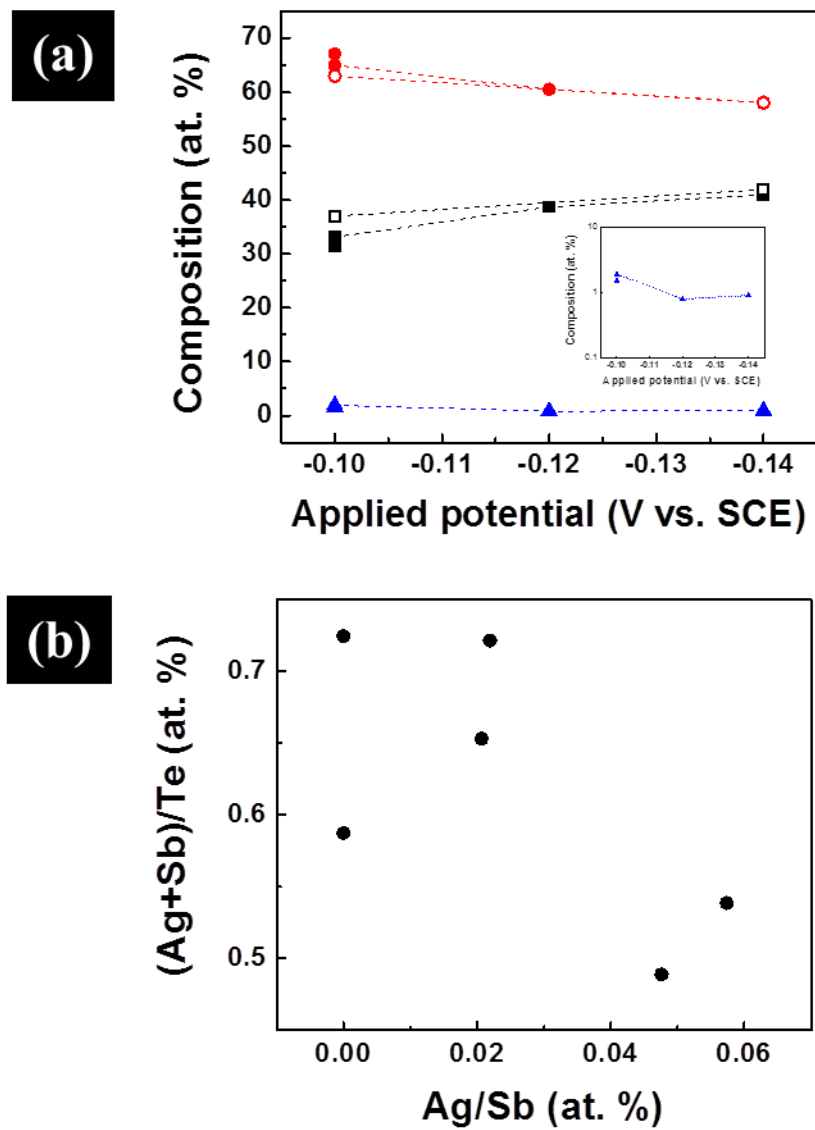 (a)
Composition (at. %)
70
60
50
40
30
20
10
0
-0.10 -0.11 -0.12 -0.13 -0.14
Applied potential (V vs. SCE)
Composition (at. %)
10
1
0.1
-0.10 -0.11 -0.12 -0.13 -0.14
Applied potential (V vs. SCE)
(b)
(Ag+Sb)/Te (at. %)
0.7
0.6
0.5
0.00 0.02 0.04 0.06
Ag/Sb (at. %)